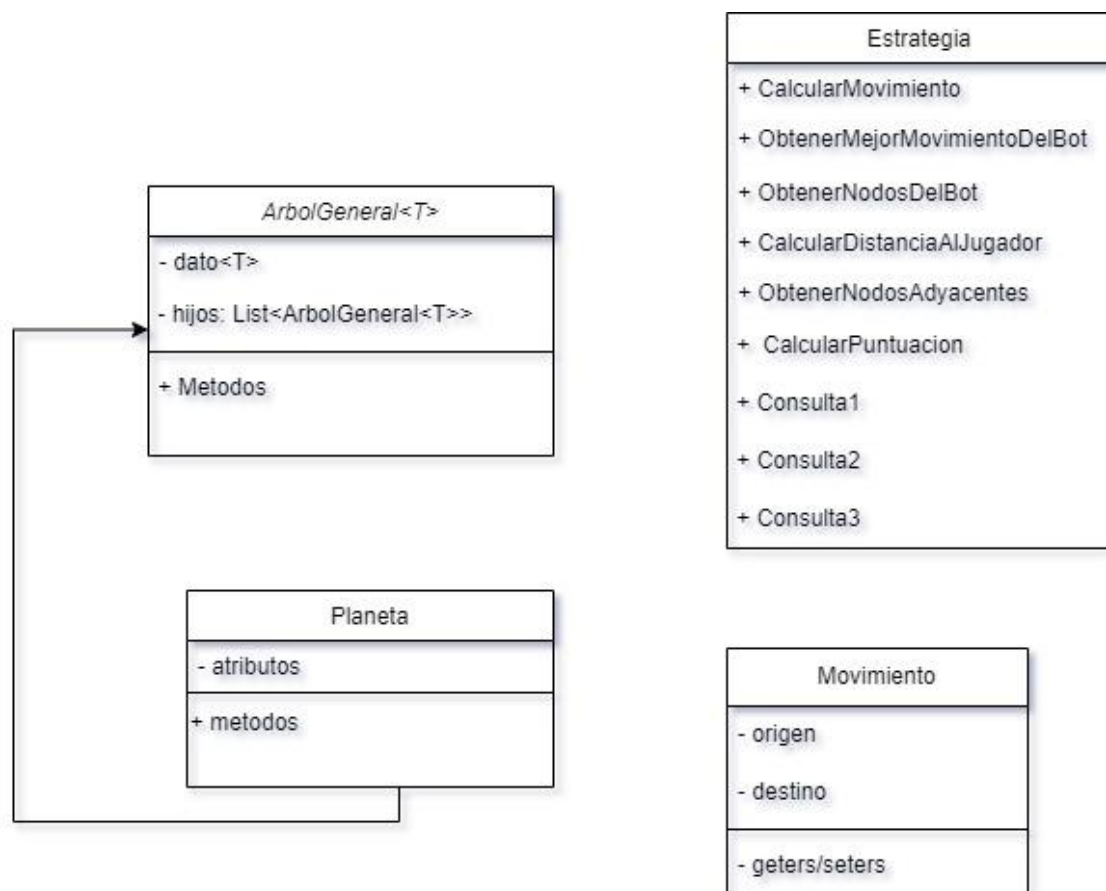 ArbolGeneral<T>
- dato<T>
- hijos: List<ArbolGeneral<T>>
+ Metodos
Planeta
- atributos
+ metodos
Estrategia
+ CalcularMovimiento
+ ObtenerMejorMovimientoDelBot
+ ObtenerNodosDelBot
+ CalcularDistanciaAlJugador
+ ObtenerNodosAdyacentes
+ CalcularPuntuacion
+ Consulta1
+ Consulta2
+ Consulta3
Movimiento
- origen
- destino
- geters/seters